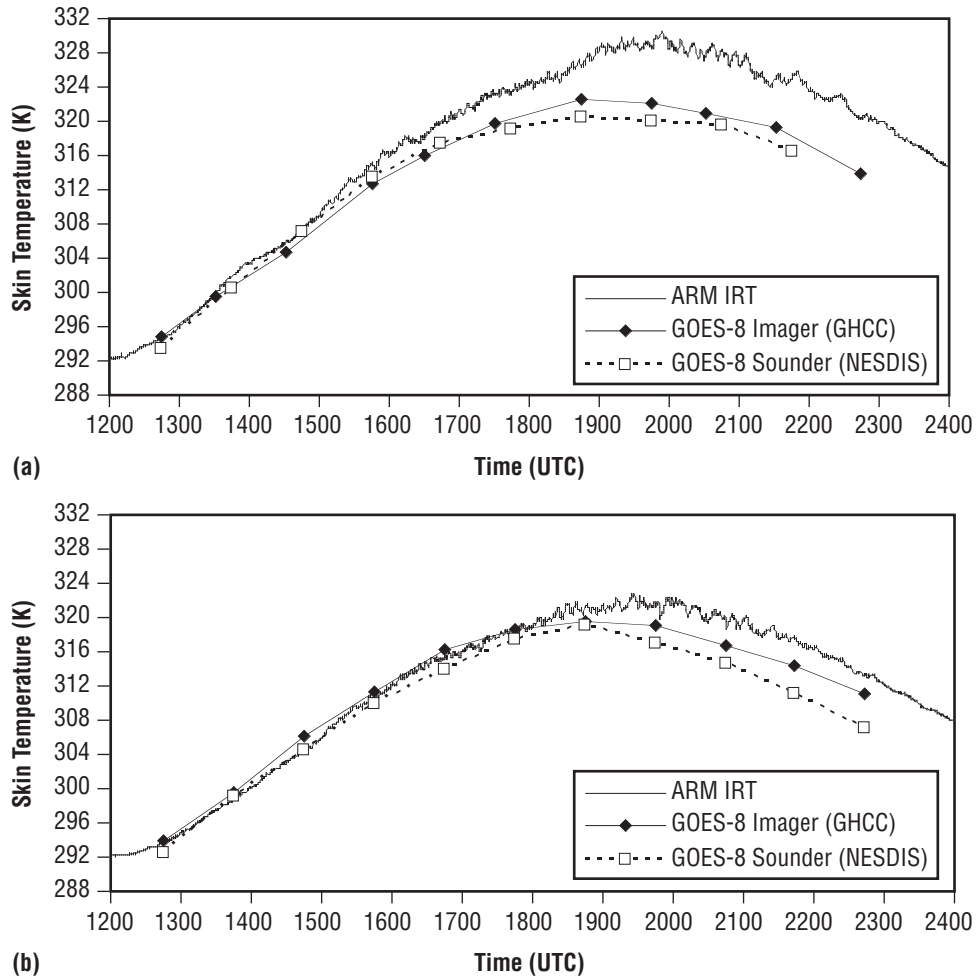 332
328
324
320
316
312
308
304
300
296
292
288
Skin Temperature (K)
ARM IRT
GOES-8 Imager (GHCC)
GOES-8 Sounder (NESDIS)
1200 1300 1400 1500 1600 1700 1800 1900 2000 2100 2200 2300 2400
(a) Time (UTC)
332
328
324
320
316
312
308
304
300
296
292
288
Skin Temperature (K)
ARM IRT
GOES-8 Imager (GHCC)
GOES-8 Sounder (NESDIS)
1200 1300 1400 1500 1600 1700 1800 1900 2000 2100 2200 2300 2400
(b) Time (UTC)